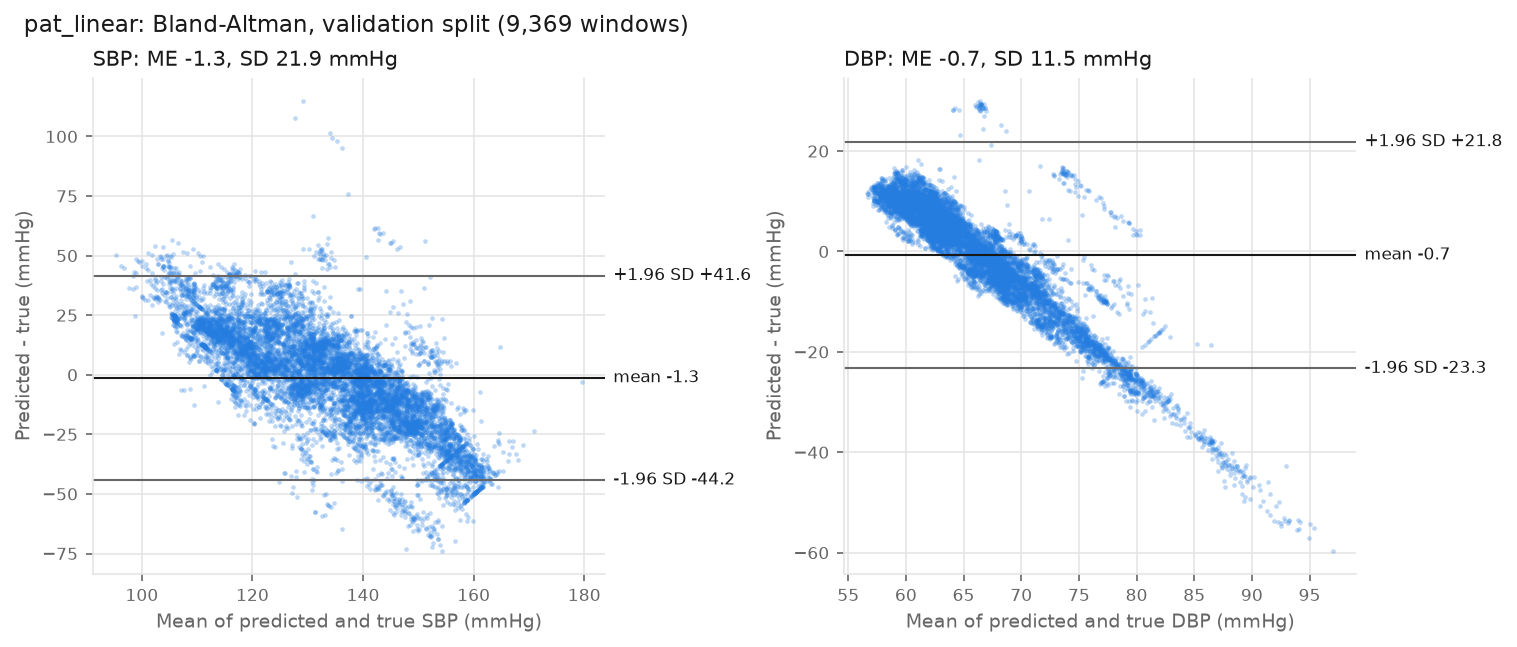 pat_linear: Bland-Altman, validation split (9,369 windows)
SBP: ME -1.3, SD 21.9 mmHg
Predicted - true (mmHg)
100
75
50
25
0
−25
−50
−75
+1.96 SD +41.6
mean -1.3
-1.96 SD -44.2
100 120 140 160 180
Mean of predicted and true SBP (mmHg)
DBP: ME -0.7, SD 11.5 mmHg
Predicted - true (mmHg)
20
0
−20
−40
−60
+1.96 SD +21.8
mean -0.7
-1.96 SD -23.3
55 60 65 70 75 80 85 90 95
Mean of predicted and true DBP (mmHg)